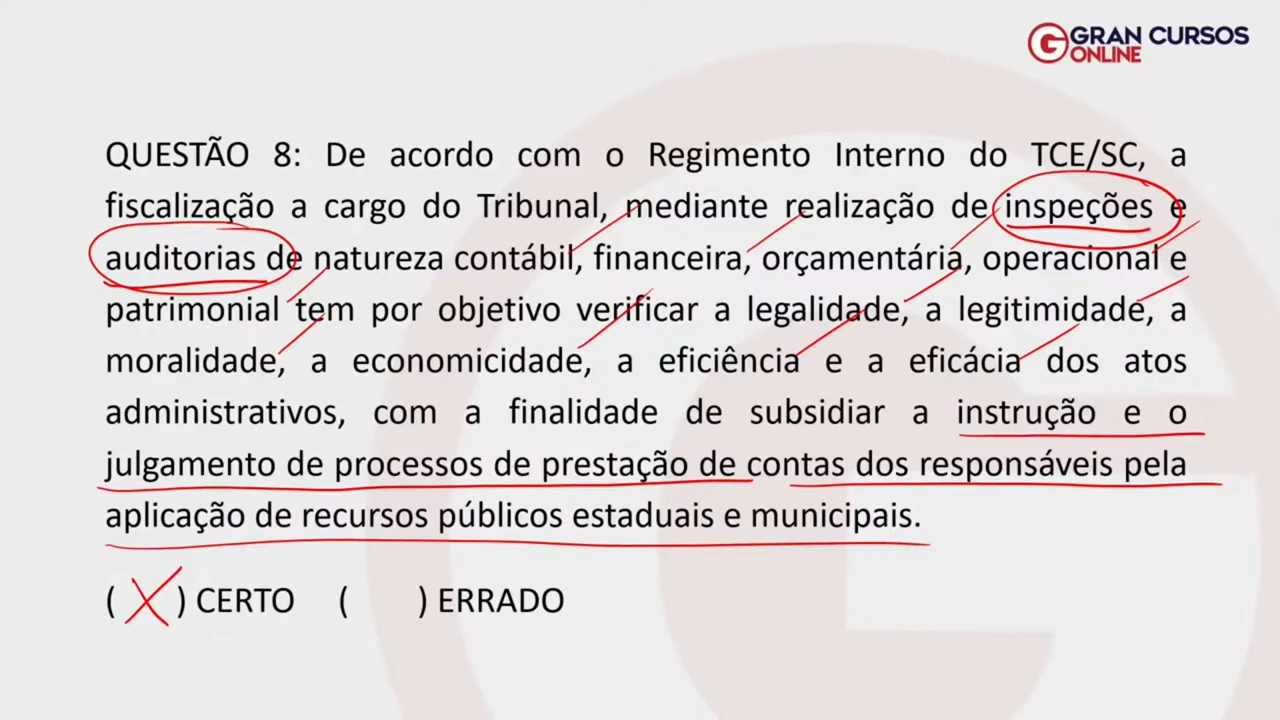 GRAN CURSOS
ONLINE
QUESTÃO 8: De acordo com o Regimento Interno do TCE/SC, a
fiscalização a cargo do Tribunal, mediante realização de inspeções e
auditorias de natureza contábil, financeira, orçamentária, operacional e
patrimonial tem por objetivo verificar a legalidade, a legitimidade, a
moralidade, a economicidade, a eficiência e a eficácia dos atos
administrativos, com a finalidade de subsidiar a instrução e o
julgamento de processos de prestação de contas dos responsáveis pela
aplicação de recursos públicos estaduais e municipais.
( X ) CERTO ( ) ERRADO